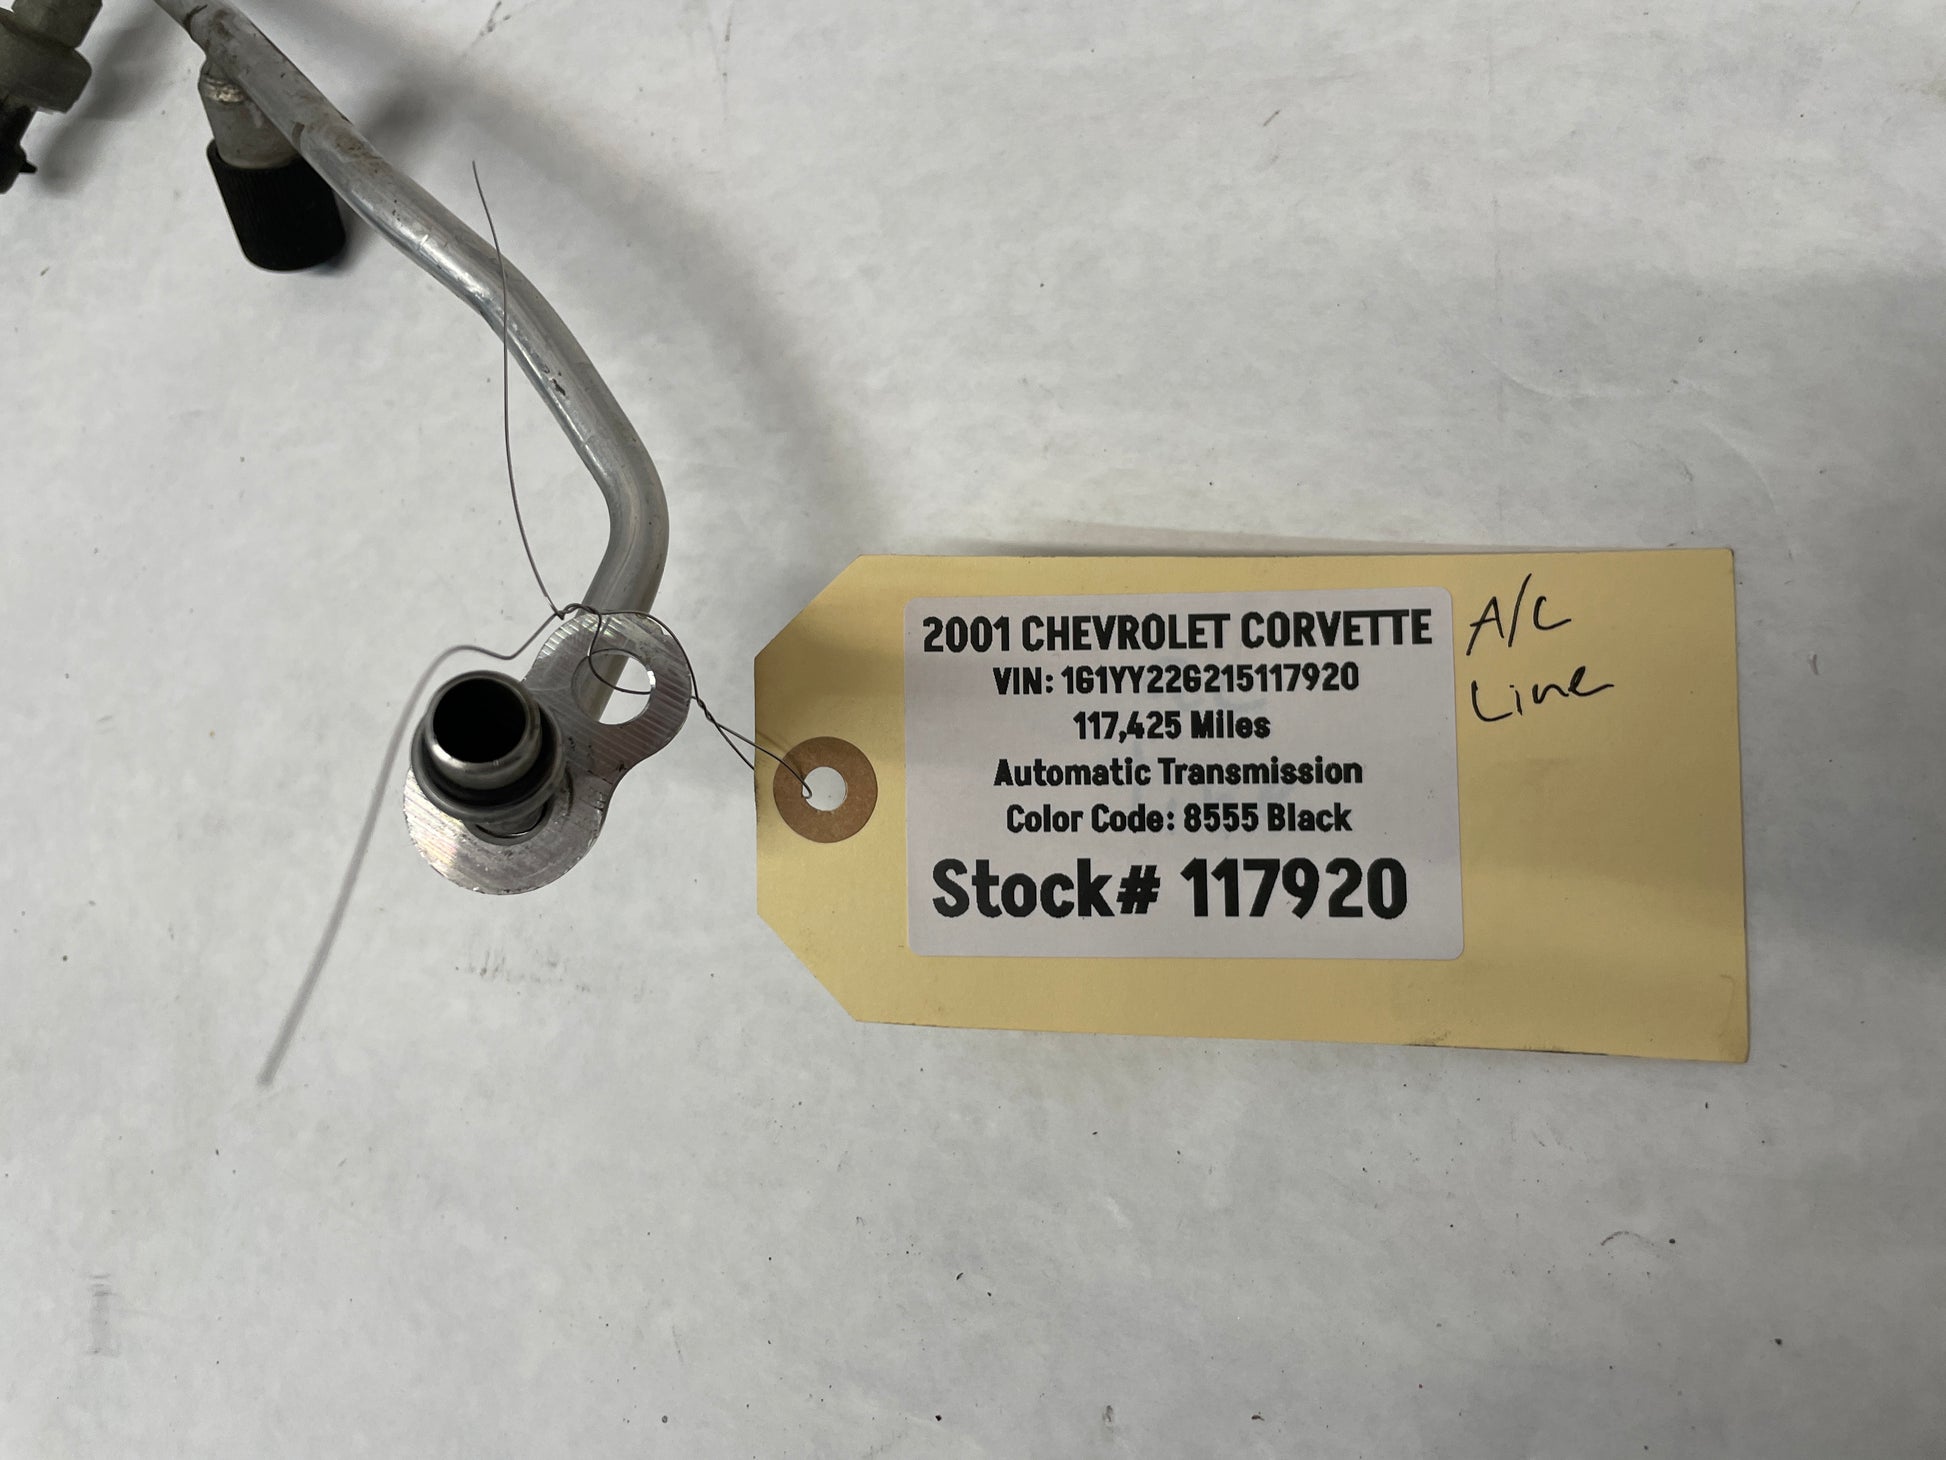 2001 CHEVROLET CORVETTE
VIN: 1G1YY22G215117920
117,425 Miles
Automatic Transmission
Color Code: 8555 Black
Stock# 117920
A/C
Line